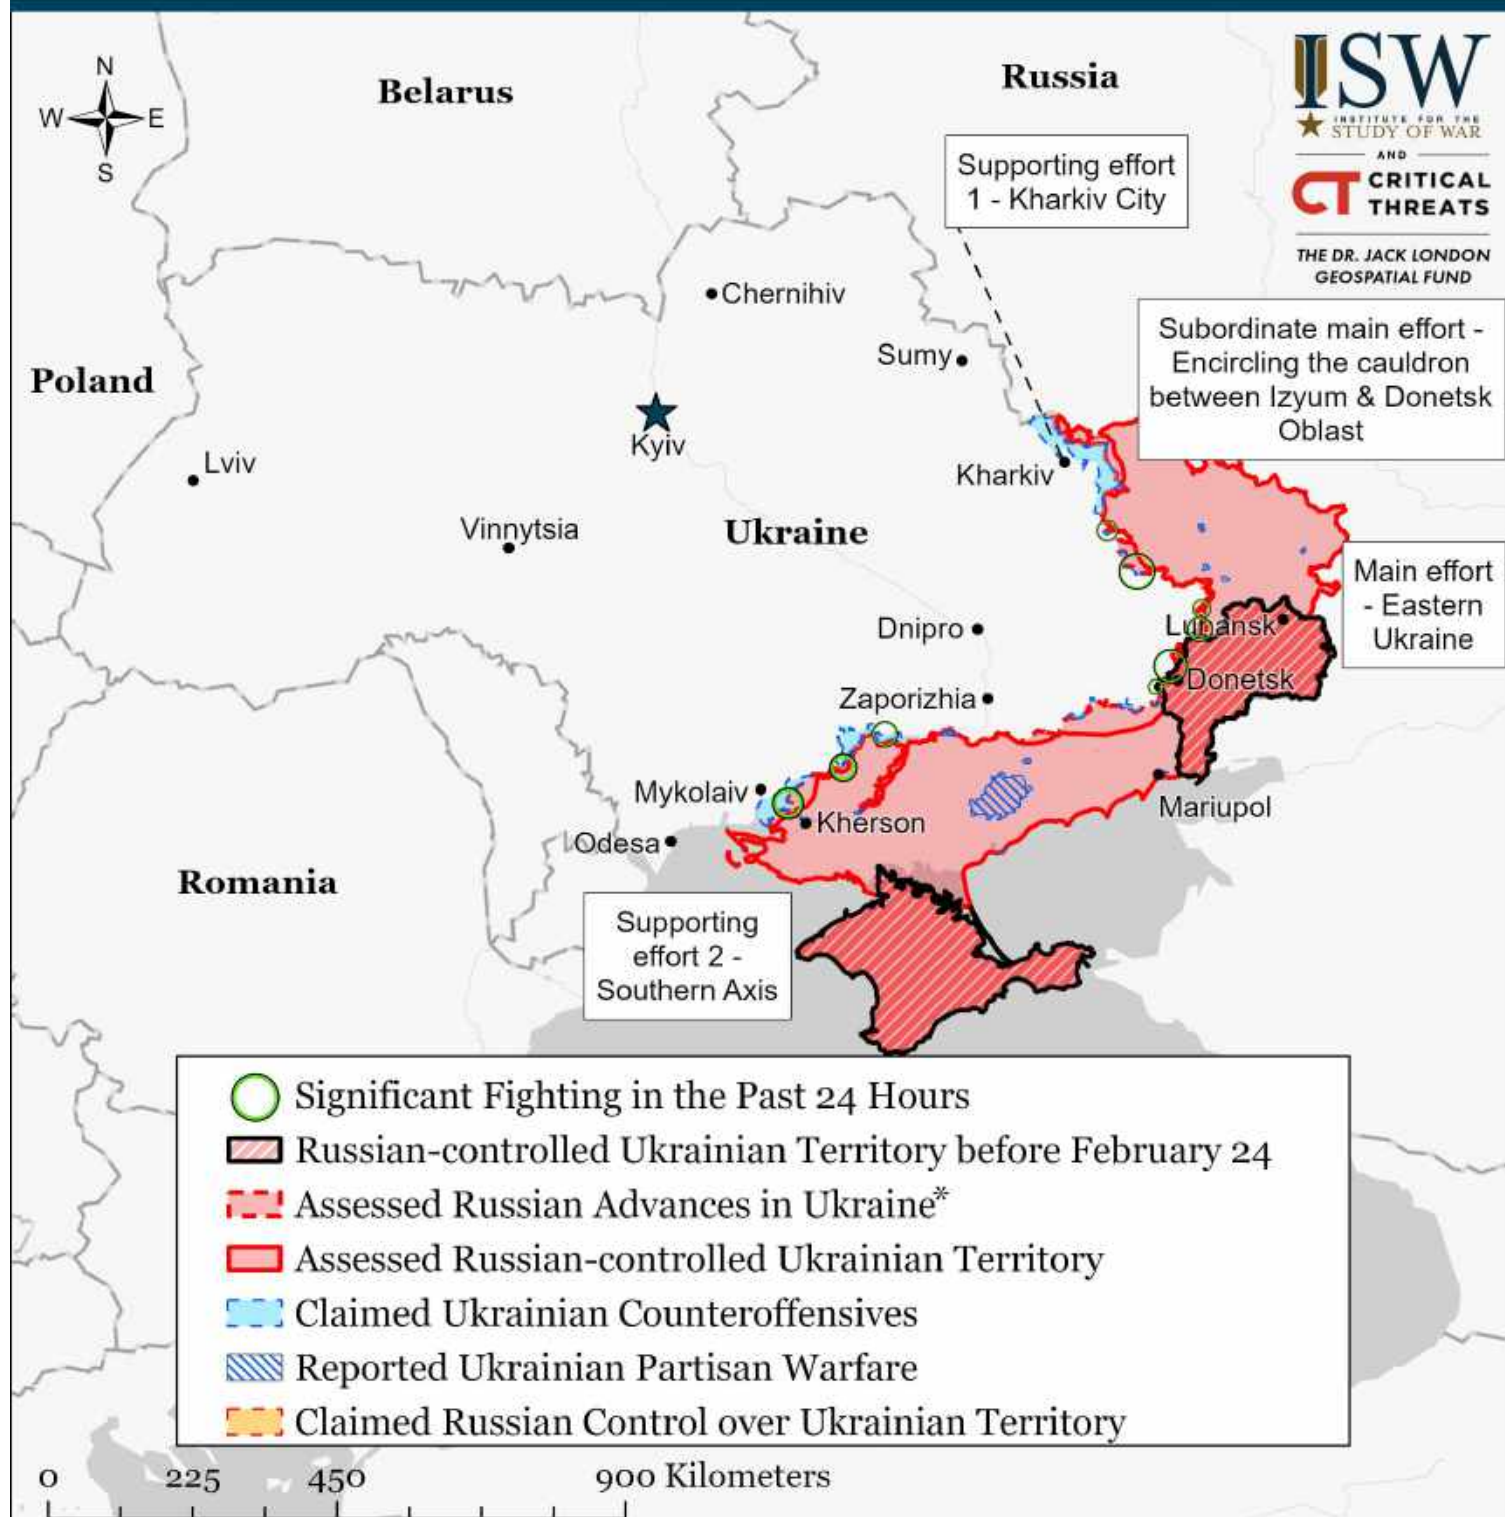 N
W
E
S
Belarus
Russia
ISW
INSTITUTE FOR THE
STUDY OF WAR
AND
CT CRITICAL
THREATS
THE DR. JACK LONDON
GEOSPATIAL FUND
Supporting effort
1 - Kharkiv City
Chernihiv
Subordinate main effort -
Encircling the cauldron
between Izyum & Donetsk
Oblast
Sumy
Poland
Kyiv
Lviv
Kharkiv
Vinnytsia
Ukraine
Main effort
- Eastern
Ukraine
Dnipro
Luhansk
Donetsk
Zaporizhia
Mykolaiv
Mariupol
Kherson
Odesa
Romania
Supporting
effort 2 -
Southern Axis
Significant Fighting in the Past 24 Hours
Russian-controlled Ukrainian Territory before February 24
Assessed Russian Advances in Ukraine*
Assessed Russian-controlled Ukrainian Territory
Claimed Ukrainian Counteroffensives
Reported Ukrainian Partisan Warfare
Claimed Russian Control over Ukrainian Territory
0 225 450 900 Kilometers